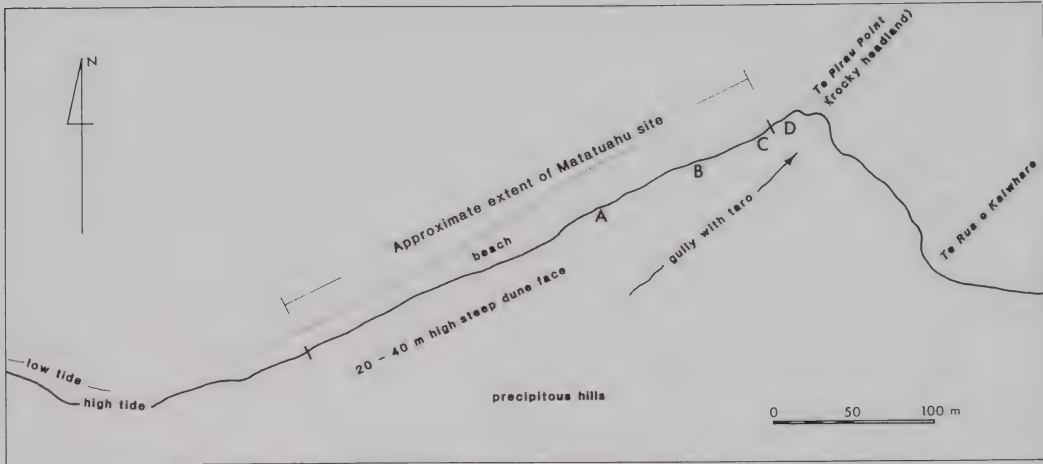 N
Te Pirau Point
Krocky headland)
Approximate extent of Matatuahu site
D
C
B
A
beach
gully with taro
Te Rua o Kaiwhare
20 - 40 m high steep dune face
low tide
high tide
precipitous hills
0 50 100 m